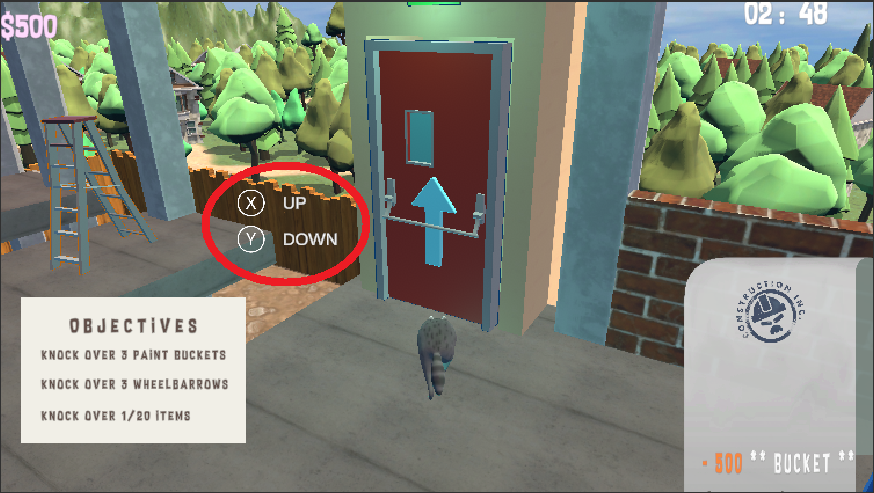 $500
02 : 48
X UP
Y DOWN
OBJECTIVES
KNOCK OVER 3 PAINT BUCKETS
KNOCK OVER 3 WHEELBARROWS
KNOCK OVER 1/20 ITEMS
CONSTRUCTION INC.
- 500 ** BUCKET **